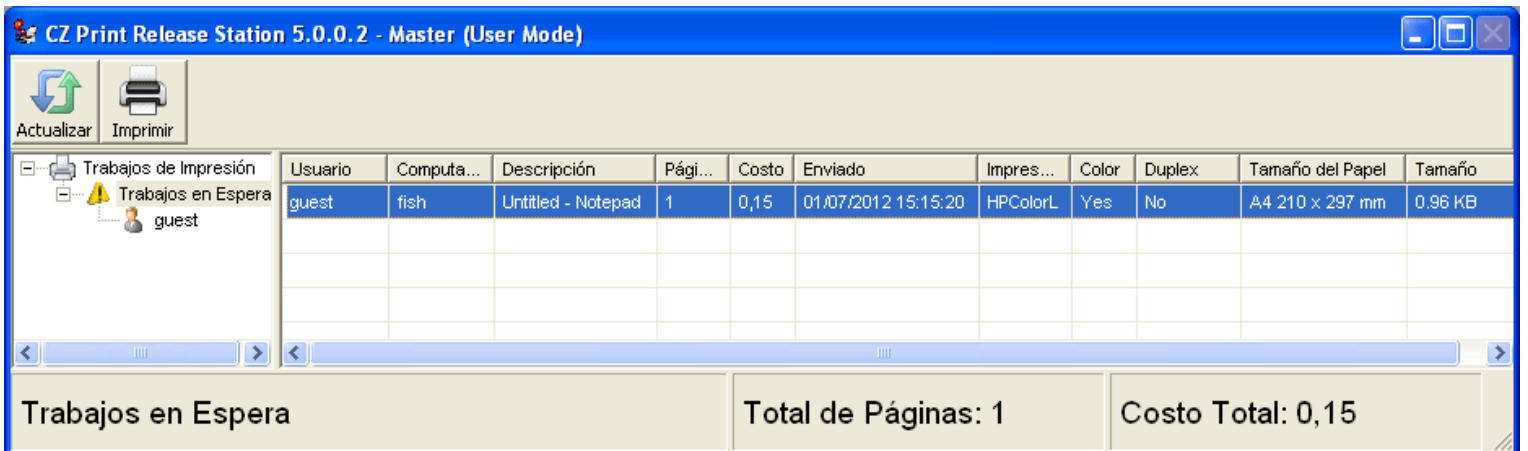 CZ Print Release Station 5.0.0.2 - Master (User Mode)
Actualizar Imprimir
Trabajos de Impresión
Trabajos en Espera
guest
Usuario Computa... Descripción Pági... Costo Enviado Impres... Color Duplex Tamaño del Papel Tamaño
guest fish Untitled - Notepad 1 0,15 01/07/2012 15:15:20 HPColorL Yes No A4 210 x 297 mm 0.96 KB
Trabajos en Espera Total de Páginas: 1 Costo Total: 0,15